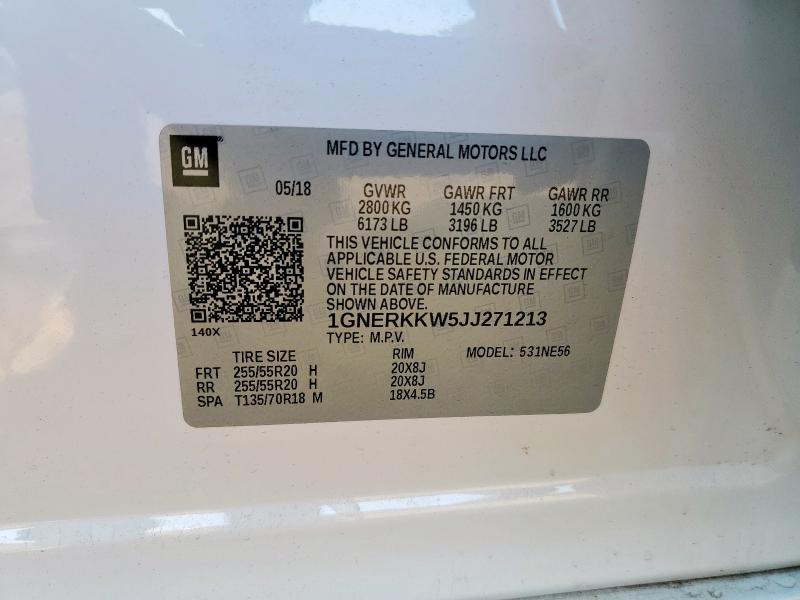 GM
MFD BY GENERAL MOTORS LLC
05/18 GVWR GAWR FRT GAWR RR
2800 KG 1450 KG 1600 KG
6173 LB 3196 LB 3527 LB
THIS VEHICLE CONFORMS TO ALL
APPLICABLE U.S. FEDERAL MOTOR
VEHICLE SAFETY STANDARDS IN EFFECT
ON THE DATE OF MANUFACTURE
SHOWN ABOVE.
140X
1GNERKKW5JJ271213
TYPE: M.P.V. MODEL: 531NE56
TIRE SIZE RIM
FRT 255/55R20 H 20X8J
RR 255/55R20 H 20X8J
SPA T135/70R18 M 18X4.5B